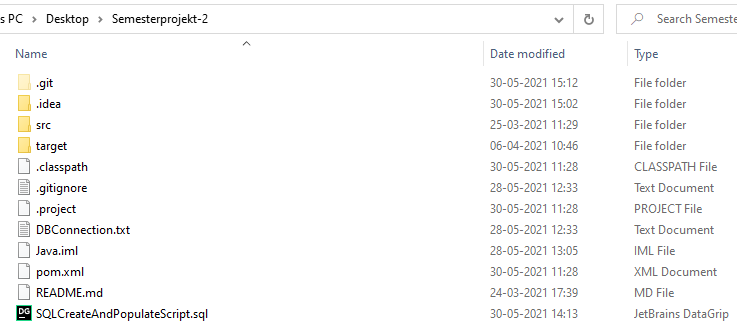 s PC > Desktop > Semesterprojekt-2 Search Semeste
Name Date modified Type
.git 30-05-2021 15:12 File folder
.idea 30-05-2021 15:02 File folder
src 25-03-2021 11:29 File folder
target 06-04-2021 10:46 File folder
.classpath 30-05-2021 11:28 CLASSPATH File
.gitignore 28-05-2021 12:33 Text Document
.project 30-05-2021 11:28 PROJECT File
DBConnection.txt 28-05-2021 12:33 Text Document
Java.iml 28-05-2021 13:05 IML File
pom.xml 30-05-2021 11:28 XML Document
README.md 24-03-2021 17:39 MD File
DG SQLCreateAndPopulateScript.sql 30-05-2021 14:13 JetBrains DataGrip